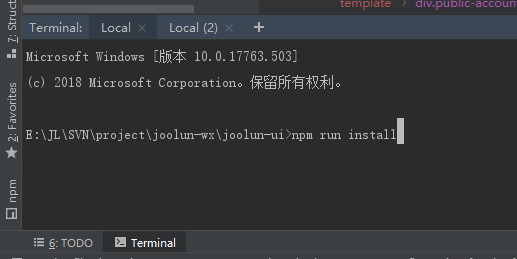 template
div.public-accou
Terminal: Local × Local (2) × +
Microsoft Windows [版本 10.0.17763.503]
(c) 2018 Microsoft Corporation。保留所有权利。
E:\JL\SVN\project\joolun-wx\joolun-ui>npm run install
7: Struct
2: Favorites
npm
6: TODO
Terminal